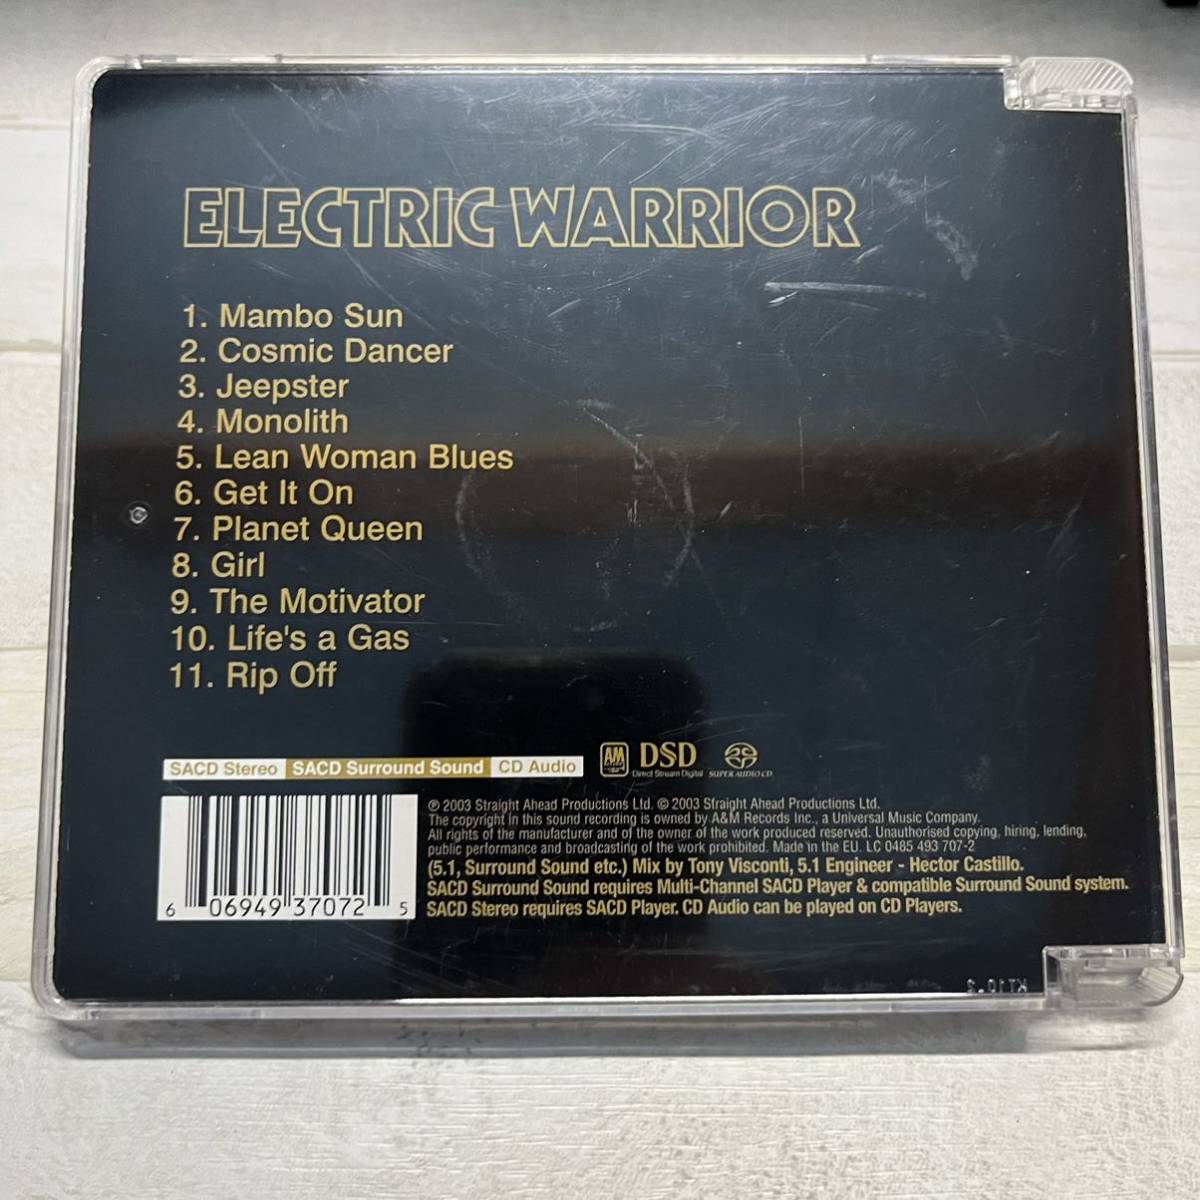 ELECTRIC WARRIOR
1. Mambo Sun
2. Cosmic Dancer
3. Jeepster
4. Monolith
5. Lean Woman Blues
6. Get It On
7. Planet Queen
8. Girl
9. The Motivator
10. Life's a Gas
11. Rip Off
SACD Stereo SACD Surround Sound CD Audio
AM DSD
Direct Stream Digital SUPER AUDIO CD
℗ 2003 Straight Ahead Productions Ltd. © 2003 Straight Ahead Productions Ltd.
The copyright in this sound recording is owned by A&M Records Inc., a Universal Music Company.
All rights of the manufacturer and of the owner of the work produced reserved. Unauthorised copying, hiring, lending,
public performance and broadcasting of the work prohibited. Made in the EU. LC 0485 493 707-2
(5.1, Surround Sound etc.) Mix by Tony Visconti, 5.1 Engineer - Hector Castillo.
SACD Surround Sound requires Multi-Channel SACD Player & compatible Surround Sound system.
SACD Stereo requires SACD Player. CD Audio can be played on CD Players.
6 06949 37072 5